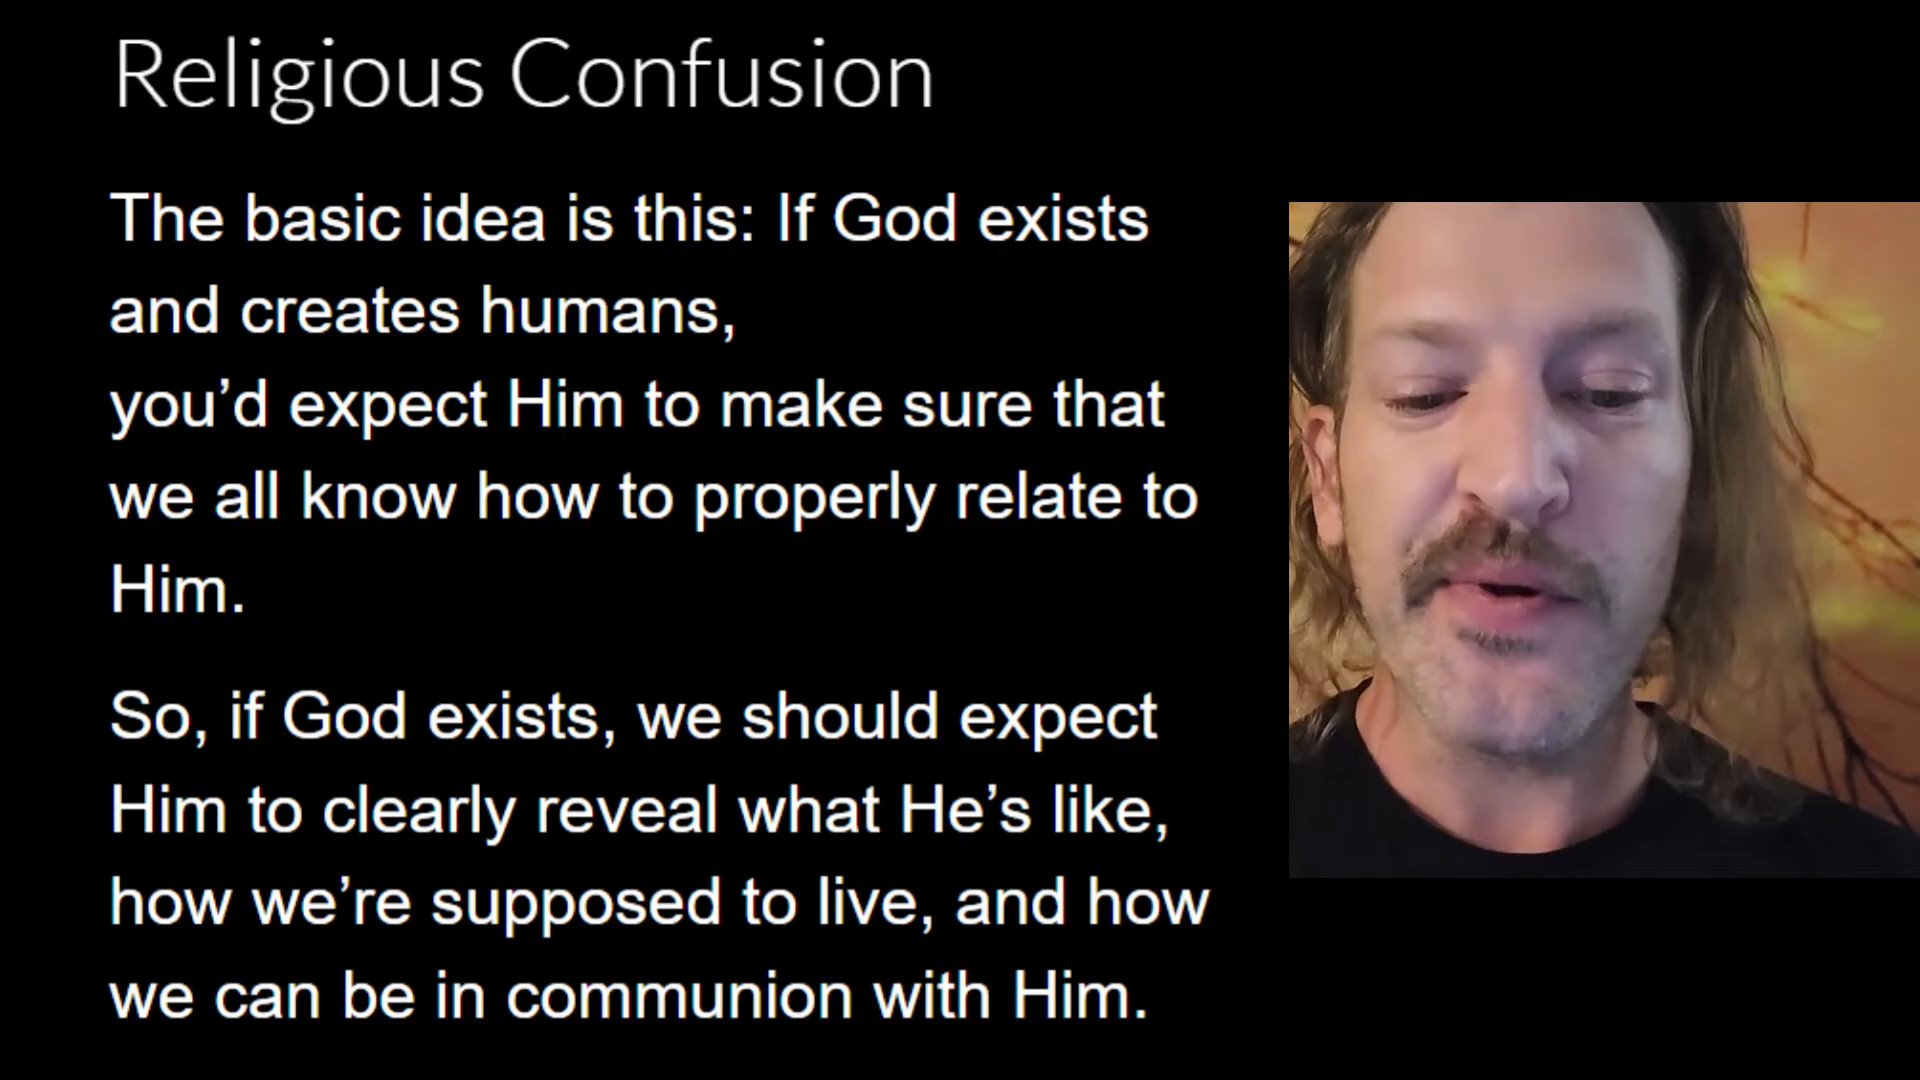 Religious Confusion
The basic idea is this: If God exists
and creates humans,
you’d expect Him to make sure that
we all know how to properly relate to
Him.
So, if God exists, we should expect
Him to clearly reveal what He’s like,
how we’re supposed to live, and how
we can be in communion with Him.